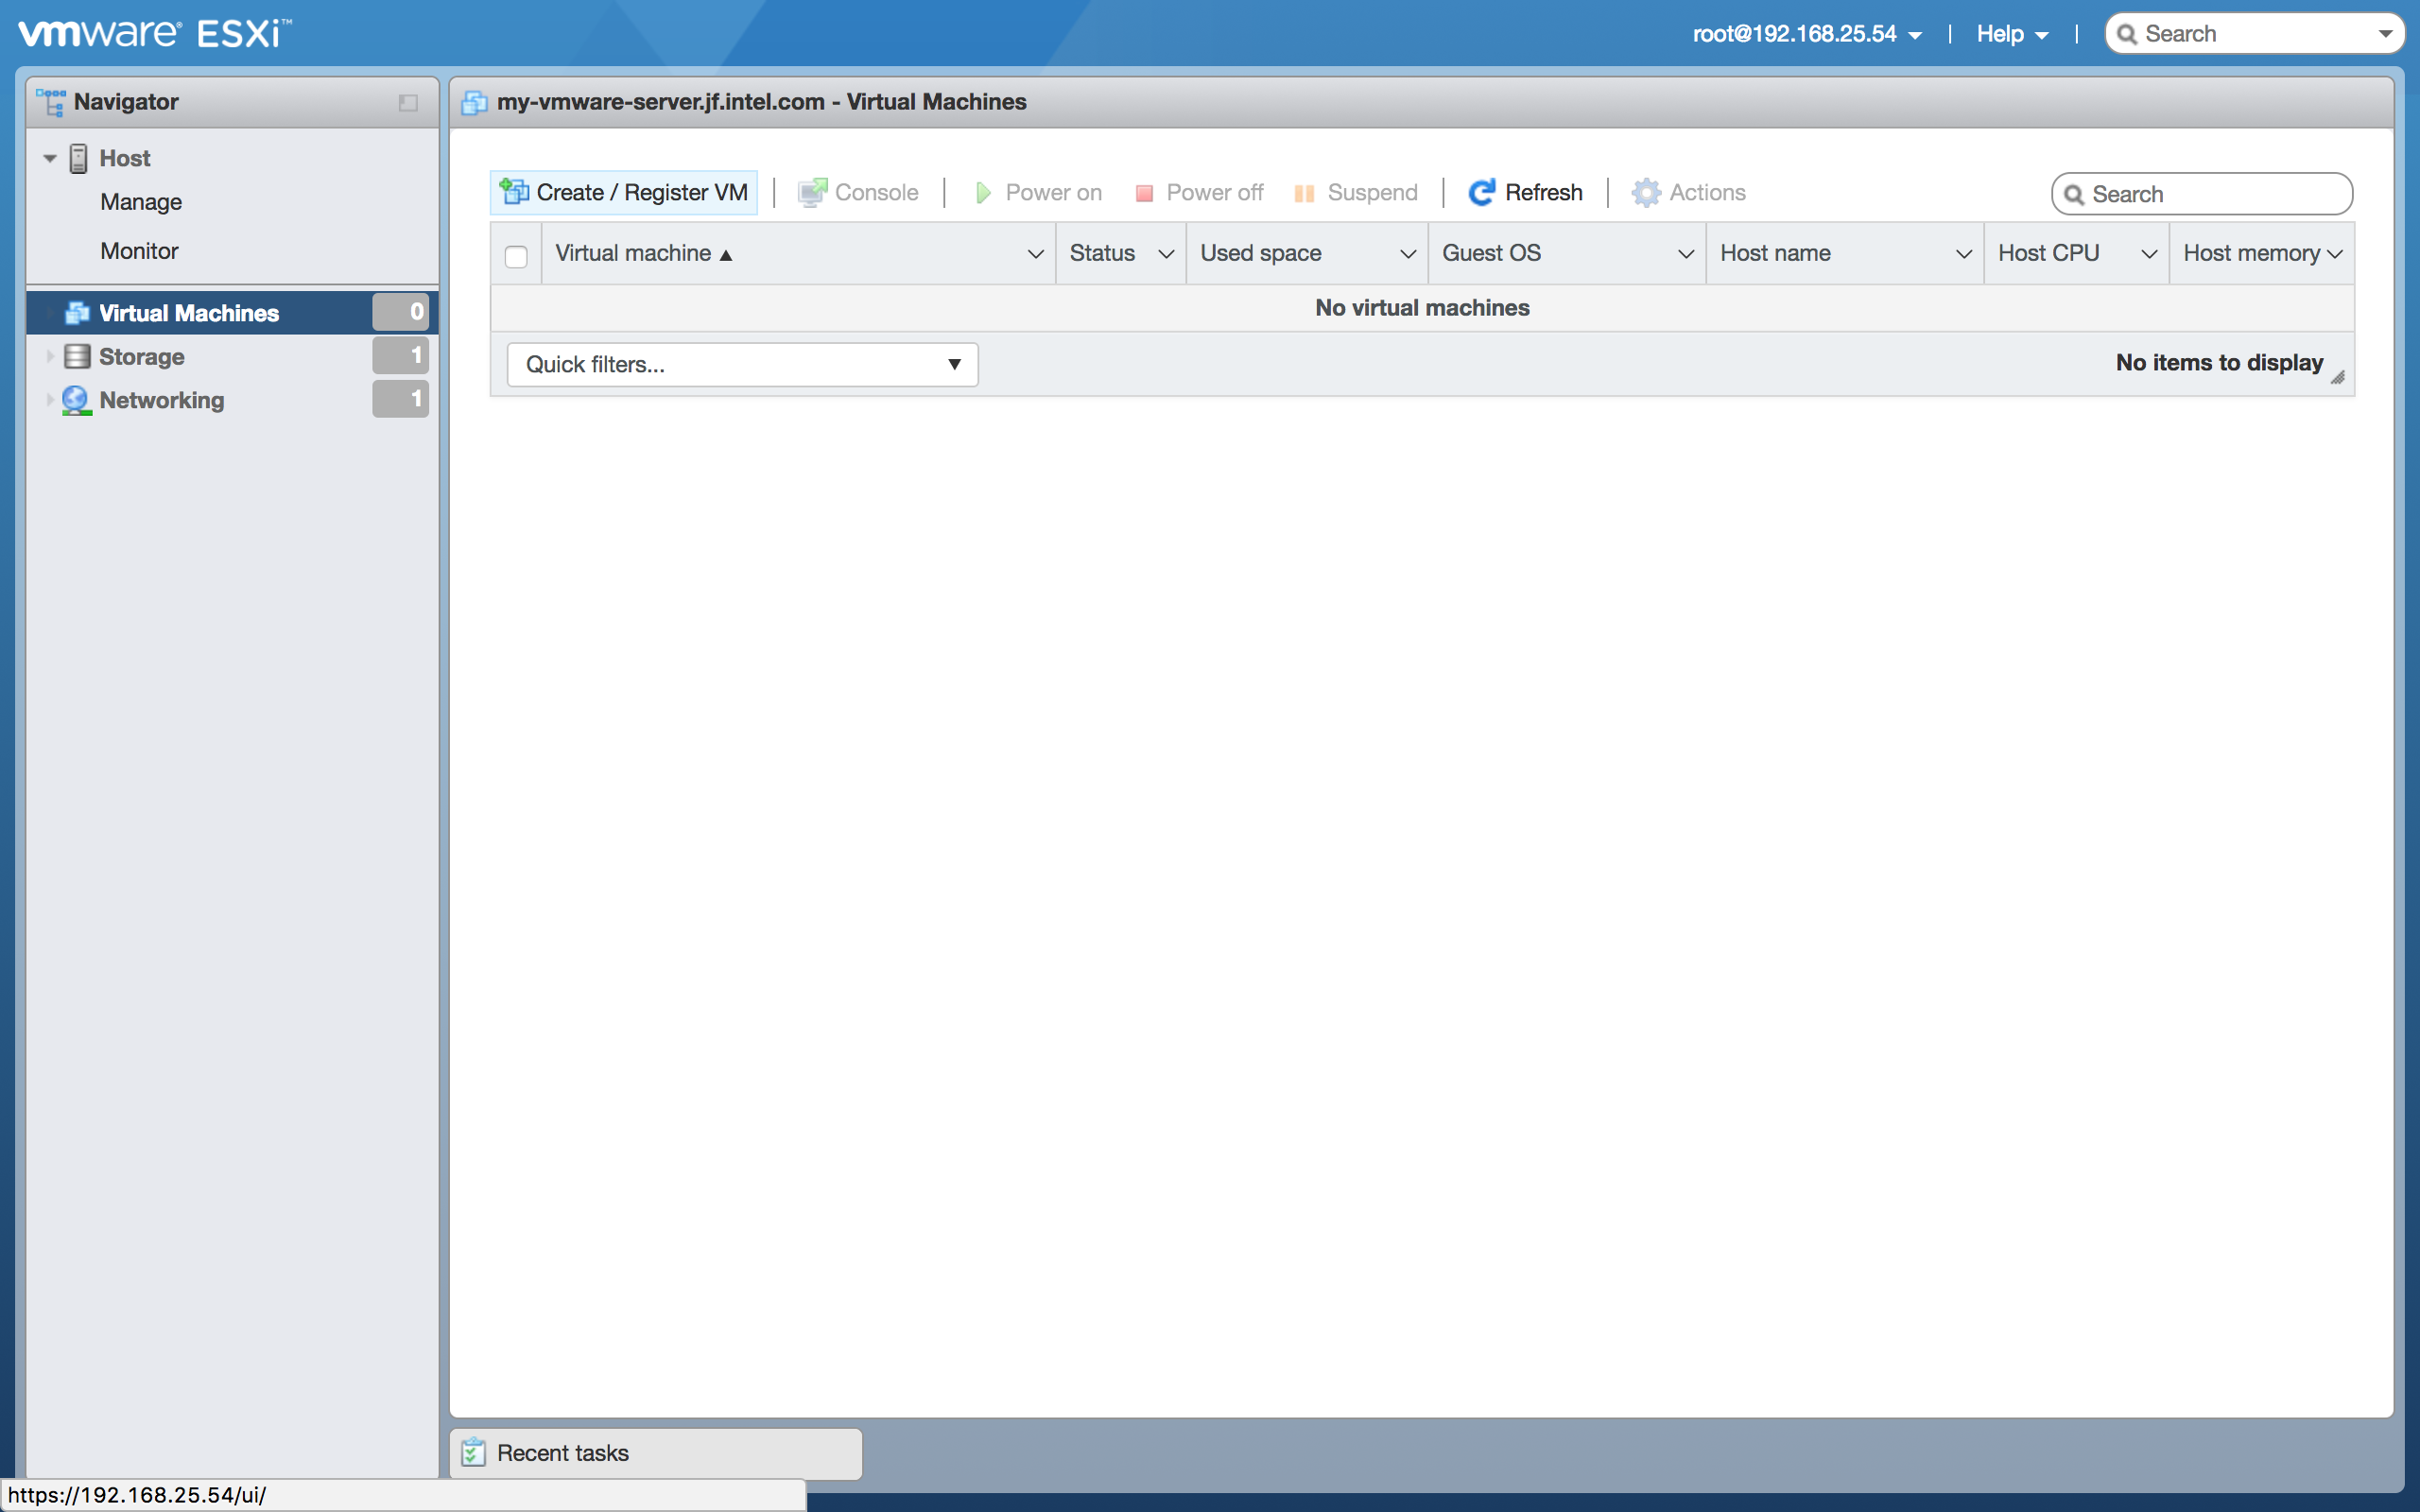 vmware® ESXi™
root@192.168.25.54 | Help | Search
Navigator
Host
Manage
Monitor
Virtual Machines 0
Storage 1
Networking 1
my-vmware-server.jf.intel.com - Virtual Machines
Create / Register VM | Console | Power on Power off Suspend | Refresh | Actions Search
Virtual machine ▲ Status Used space Guest OS Host name Host CPU Host memory
No virtual machines
Quick filters... No items to display
Recent tasks
https://192.168.25.54/ui/